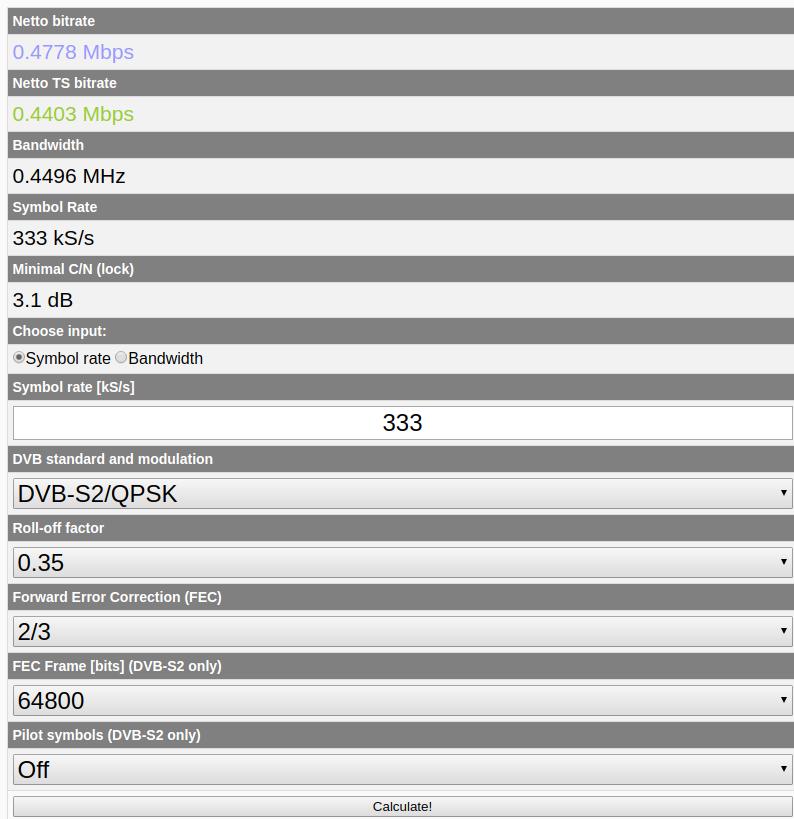 Netto bitrate
0.4778 Mbps
Netto TS bitrate
0.4403 Mbps
Bandwidth
0.4496 MHz
Symbol Rate
333 kS/s
Minimal C/N (lock)
3.1 dB
Choose input:
Symbol rate Bandwidth
Symbol rate [kS/s]
333
DVB standard and modulation
DVB-S2/QPSK
Roll-off factor
0.35
Forward Error Correction (FEC)
2/3
FEC Frame [bits] (DVB-S2 only)
64800
Pilot symbols (DVB-S2 only)
Off
Calculate!